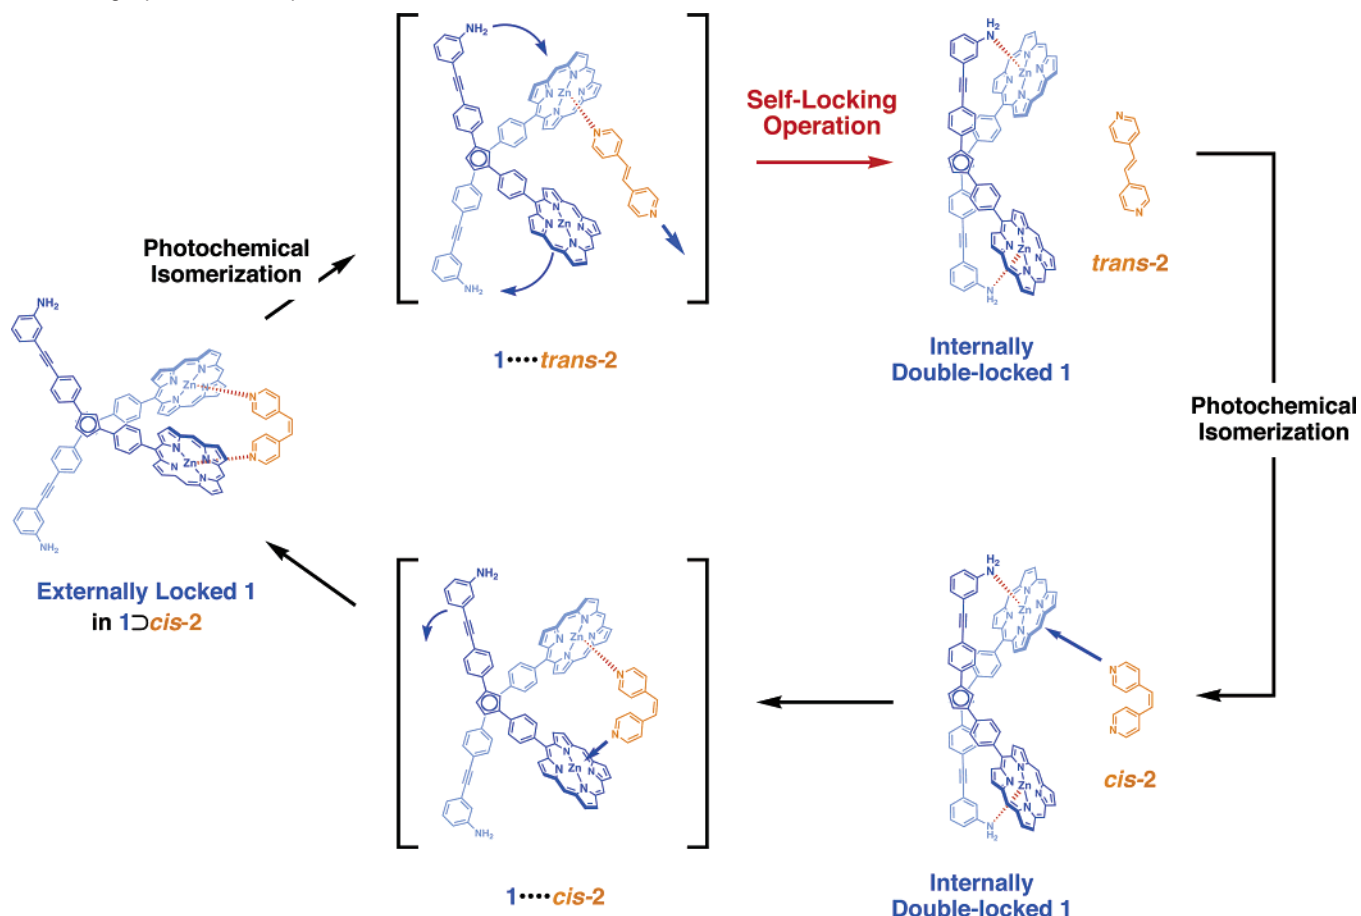 NH₂
Zn
N
N
N
N
N
N
Zn
NH₂
1····trans-2
Self-Locking
Operation
H₂
N
Zn
N
N
N
N
Zn
N
H₂
N
N
trans-2
Internally
Double-locked 1
Photochemical
Isomerization
NH₂
Zn
N
N
Zn
N
N
NH₂
Externally Locked 1
in 1⊃cis-2
Photochemical
Isomerization
NH₂
Zn
N
N
Zn
N
N
NH₂
1····cis-2
H₂
N
Zn
N
N
Zn
N
H₂
N
N
cis-2
Internally
Double-locked 1